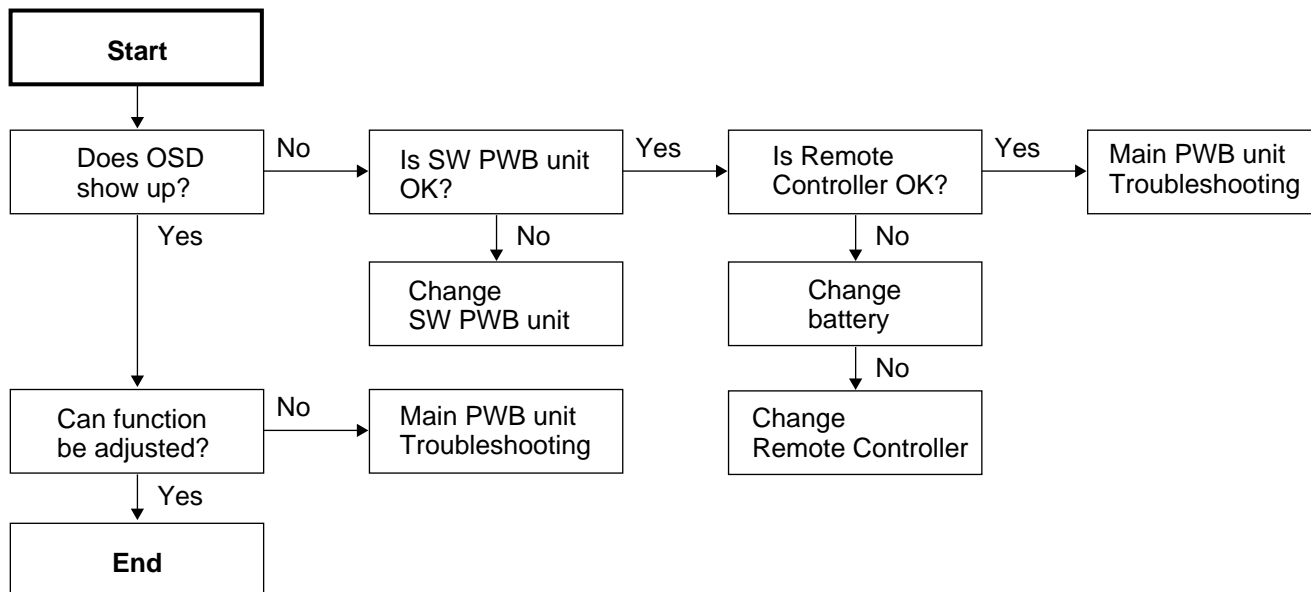 Start
Does OSD
show up?
No
Is SW PWB unit
OK?
Yes
Is Remote
Controller OK?
Yes
Main PWB unit
Troubleshooting
Yes
No
No
Change
SW PWB unit
Change
battery
No
Can function
be adjusted?
No
Main PWB unit
Troubleshooting
Change
Remote Controller
Yes
End